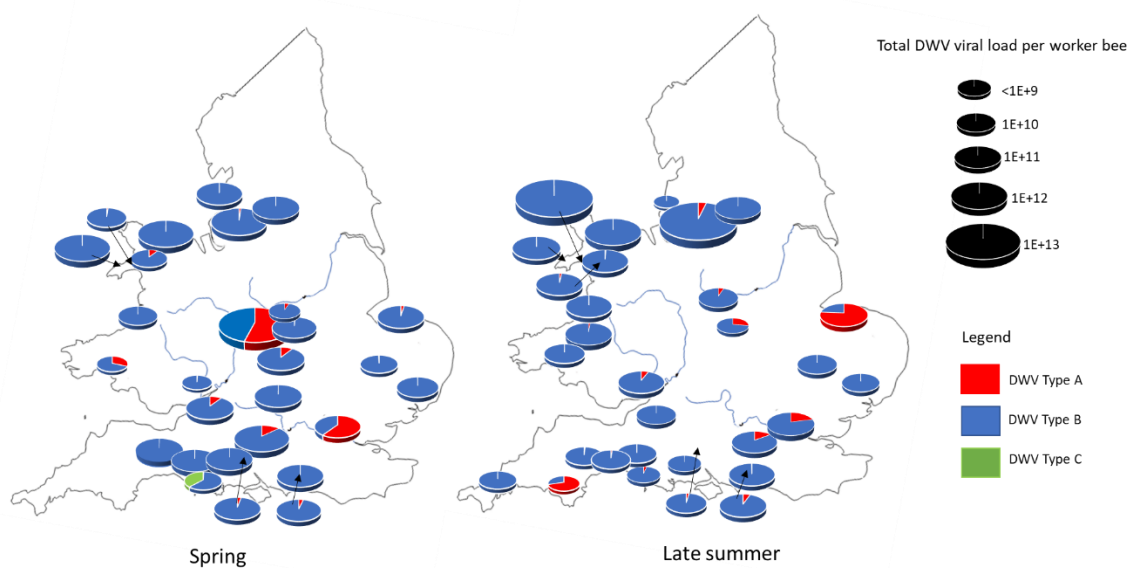 Total DWV viral load per worker bee
<1E+9
1E+10
1E+11
1E+12
1E+13
Legend
DWV Type A
DWV Type B
DWV Type C
Spring
Late summer